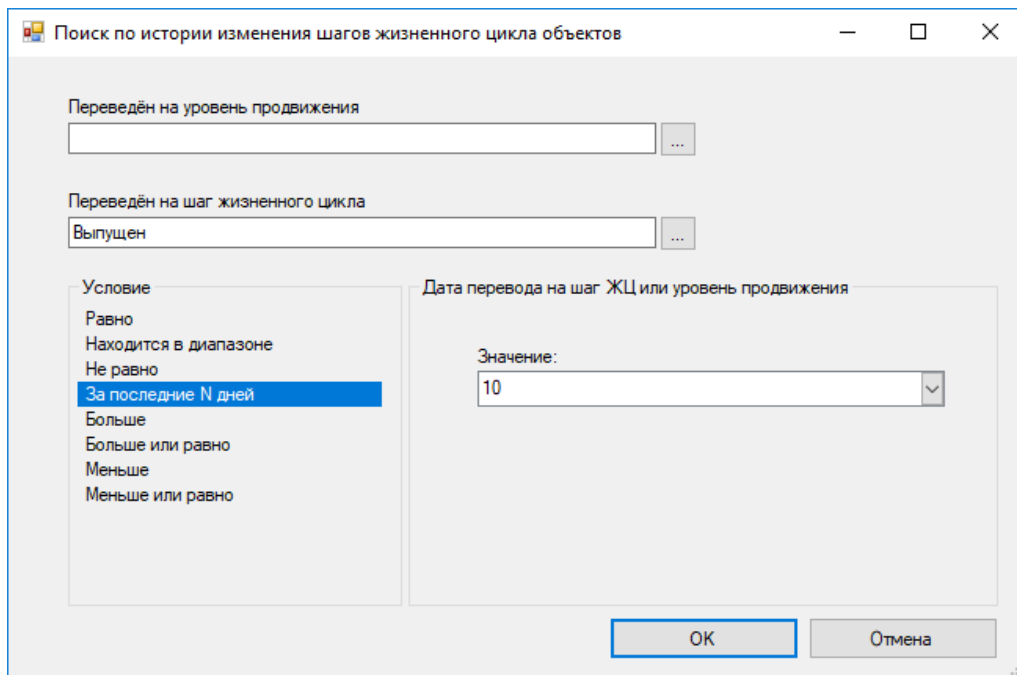 Поиск по истории изменения шагов жизненного цикла объектов
Переведён на уровень продвижения
...
Переведён на шаг жизненного цикла
Выпущен
...
Условие
Равно
Находится в диапазоне
Не равно
За последние N дней
Больше
Больше или равно
Меньше
Меньше или равно
Дата перевода на шаг ЖЦ или уровень продвижения
Значение:
10
OK
Отмена